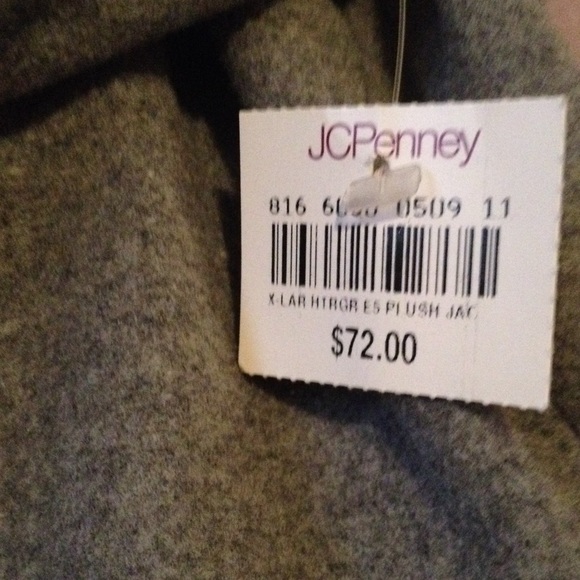 JCPenney
816 0509 11
X-LAR HTRGR ES PLUSH JAC
$72.00